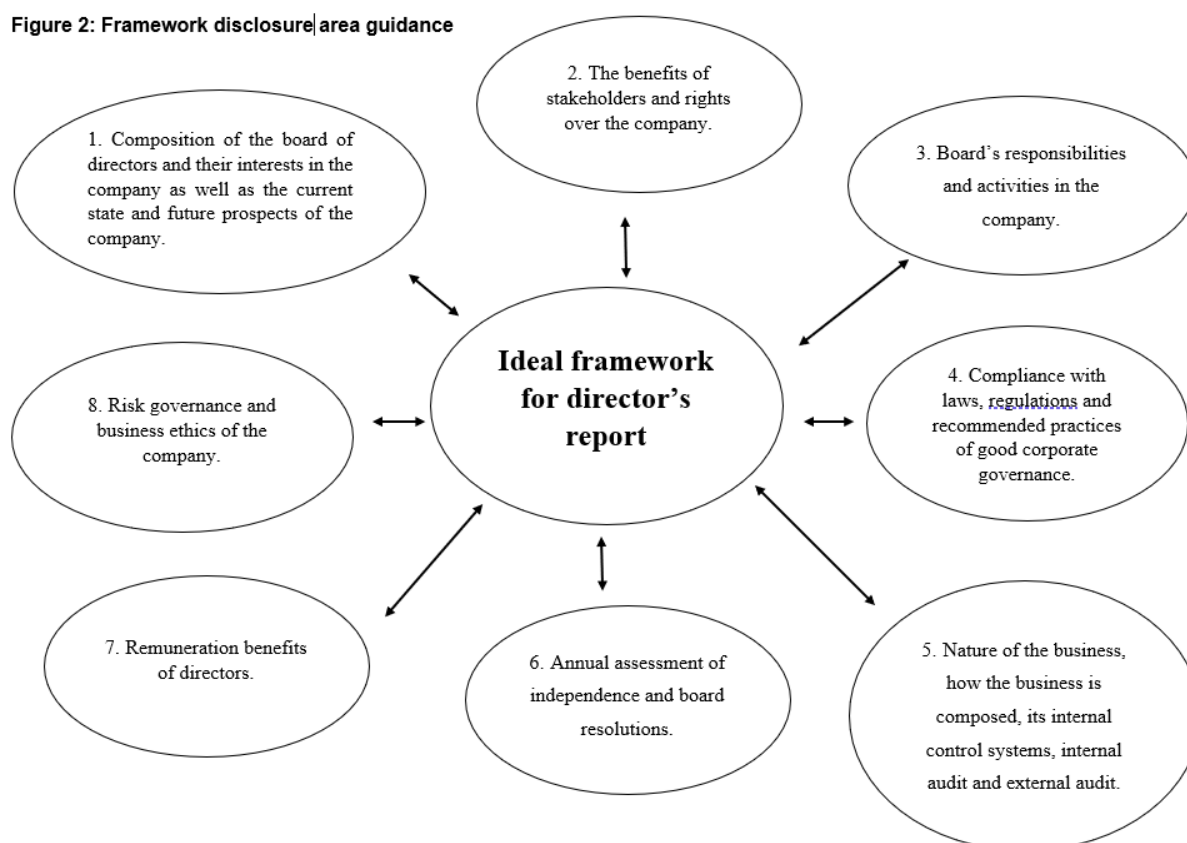 Figure 2: Framework disclosure area guidance
1. Composition of the board of
directors and their interests in the
company as well as the current
state and future prospects of the
company.
2. The benefits of
stakeholders and rights
over the company.
3. Board’s responsibilities
and activities in the
company.
Ideal framework
for director’s
report
4. Compliance with
laws, regulations and
recommended practices
of good corporate
governance.
8. Risk governance and
business ethics of the
company.
7. Remuneration benefits
of directors.
6. Annual assessment of
independence and board
resolutions.
5. Nature of the business,
how the business is
composed, its internal
control systems, internal
audit and external audit.